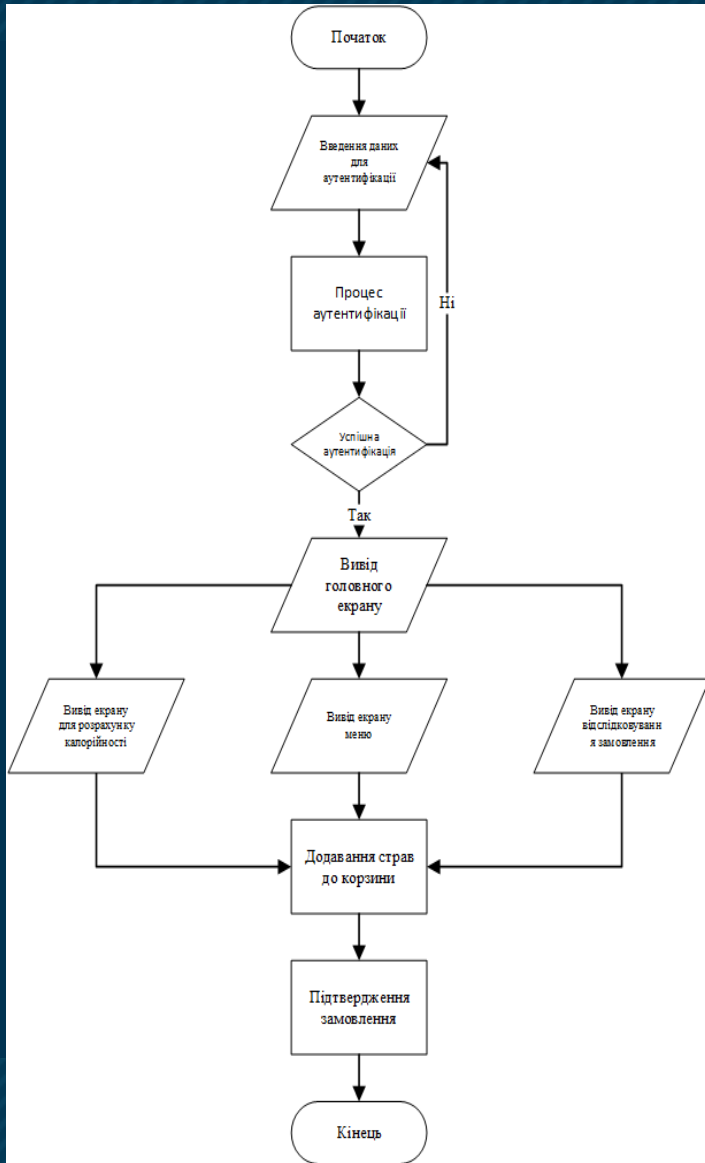 Початок
Введення даних
для
аутентифікації
Процес
аутентифікації
Ні
Успішна
аутентифікація
Так
Вивід
головного
екрану
Вивід екрану
для розрахунку
калорійності
Вивід екрану
меню
Вивід екрану
відслідковуванн
я замовлення
Додавання страв
до корзини
Підтвердження
замовлення
Кінець